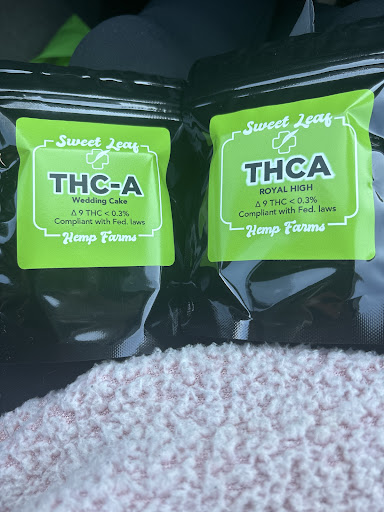 Sweet Leaf
THC-A
Wedding Cake
Δ 9 THC < 0.3%
Compliant with Fed. laws
Hemp Farms
Sweet Leaf
THCA
ROYAL HIGH
Δ 9 THC < 0.3%
Compliant with Fed. laws
Hemp Farms